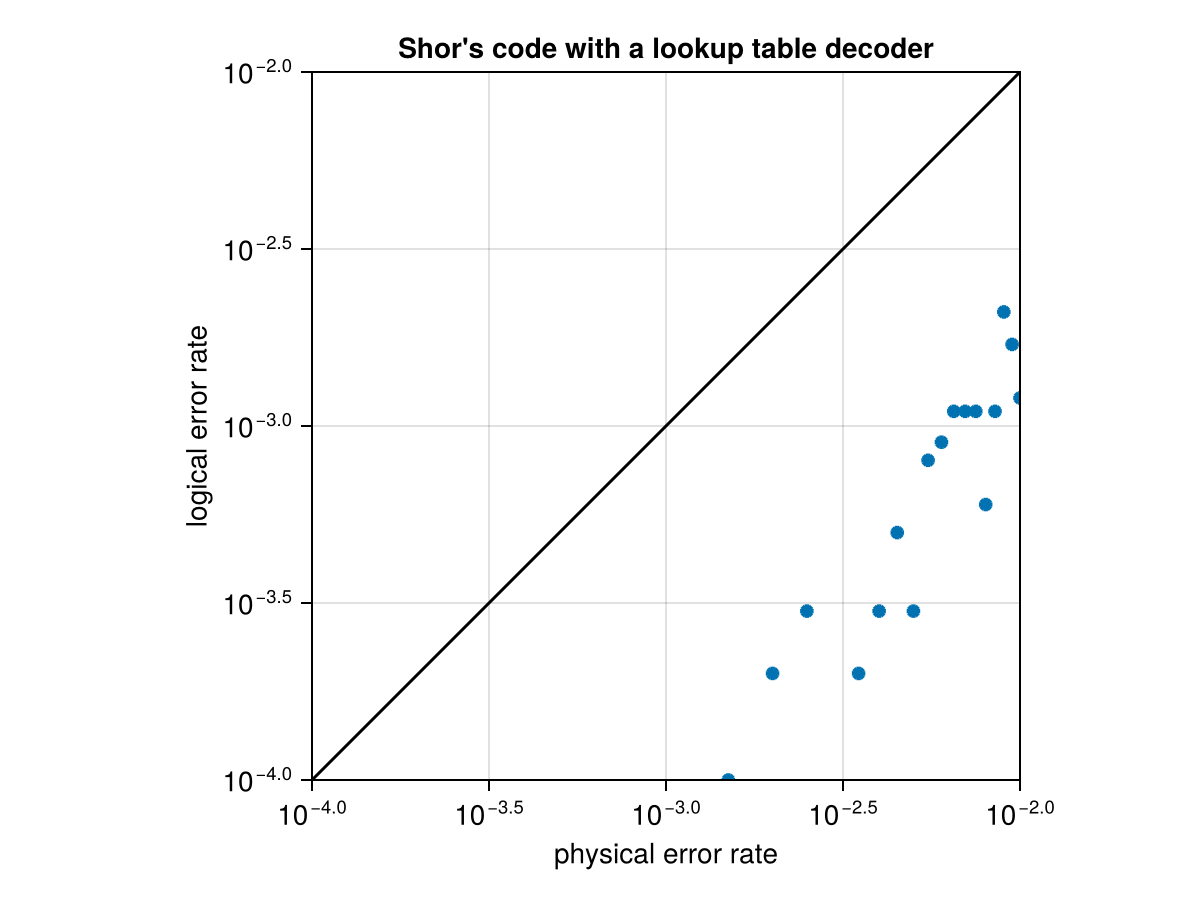 Shor's code with a lookup table decoder
10⁻²·⁰
10⁻²·⁵
10⁻³·⁰
10⁻³·⁵
10⁻⁴·⁰
logical error rate
10⁻⁴·⁰ 10⁻³·⁵ 10⁻³·⁰ 10⁻²·⁵ 10⁻²·⁰
physical error rate